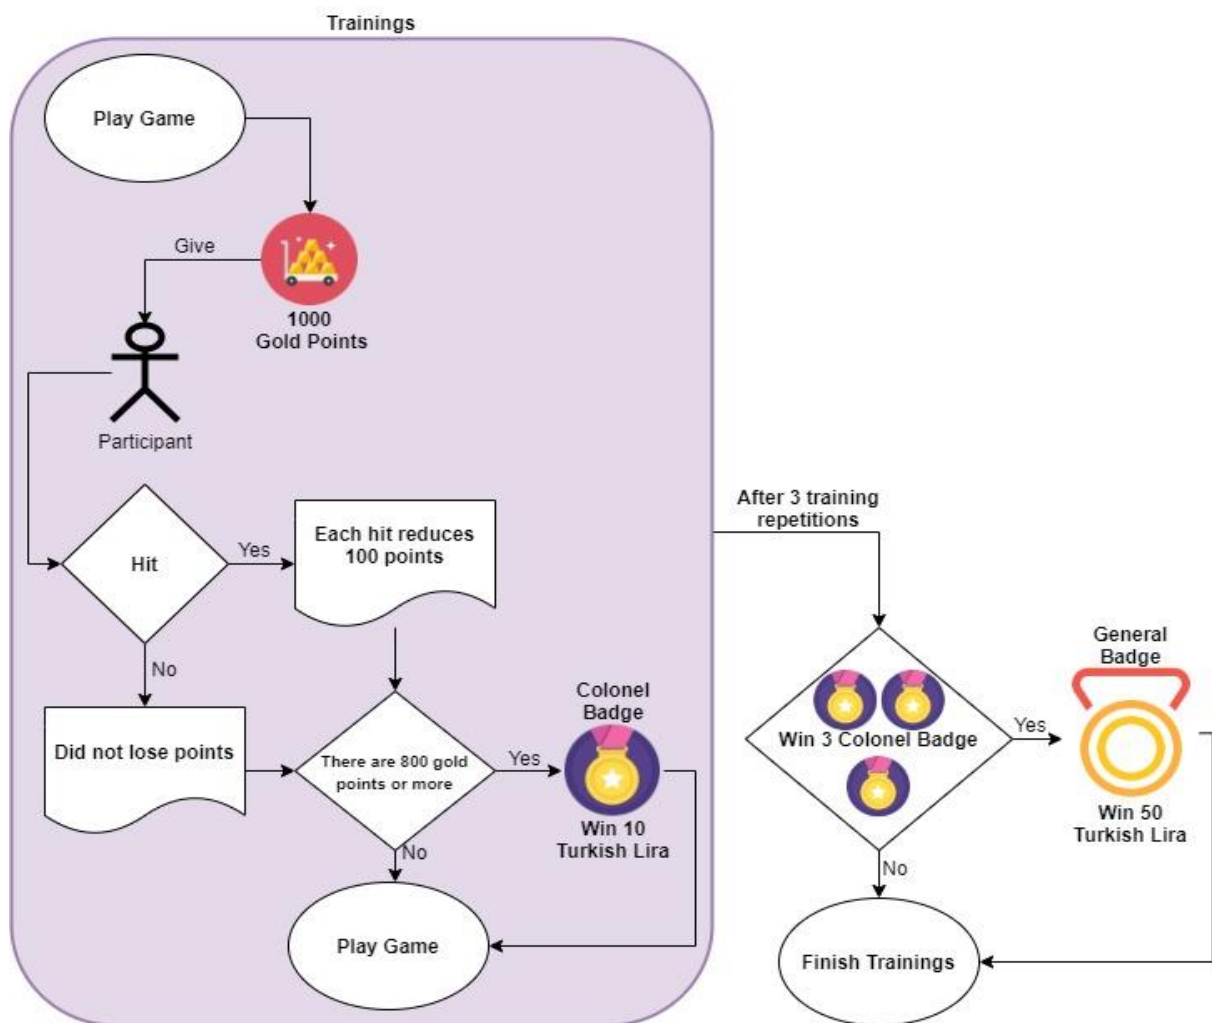 Trainings
Play Game
Give
1000
Gold Points
Participant
Hit
Yes
Each hit reduces
100 points
No
Did not lose points
There are 800 gold
points or more
Yes
Colonel
Badge
Win 10
Turkish Lira
No
Play Game
After 3 training
repetitions
Win 3 Colonel Badge
Yes
General
Badge
Win 50
Turkish Lira
No
Finish Trainings